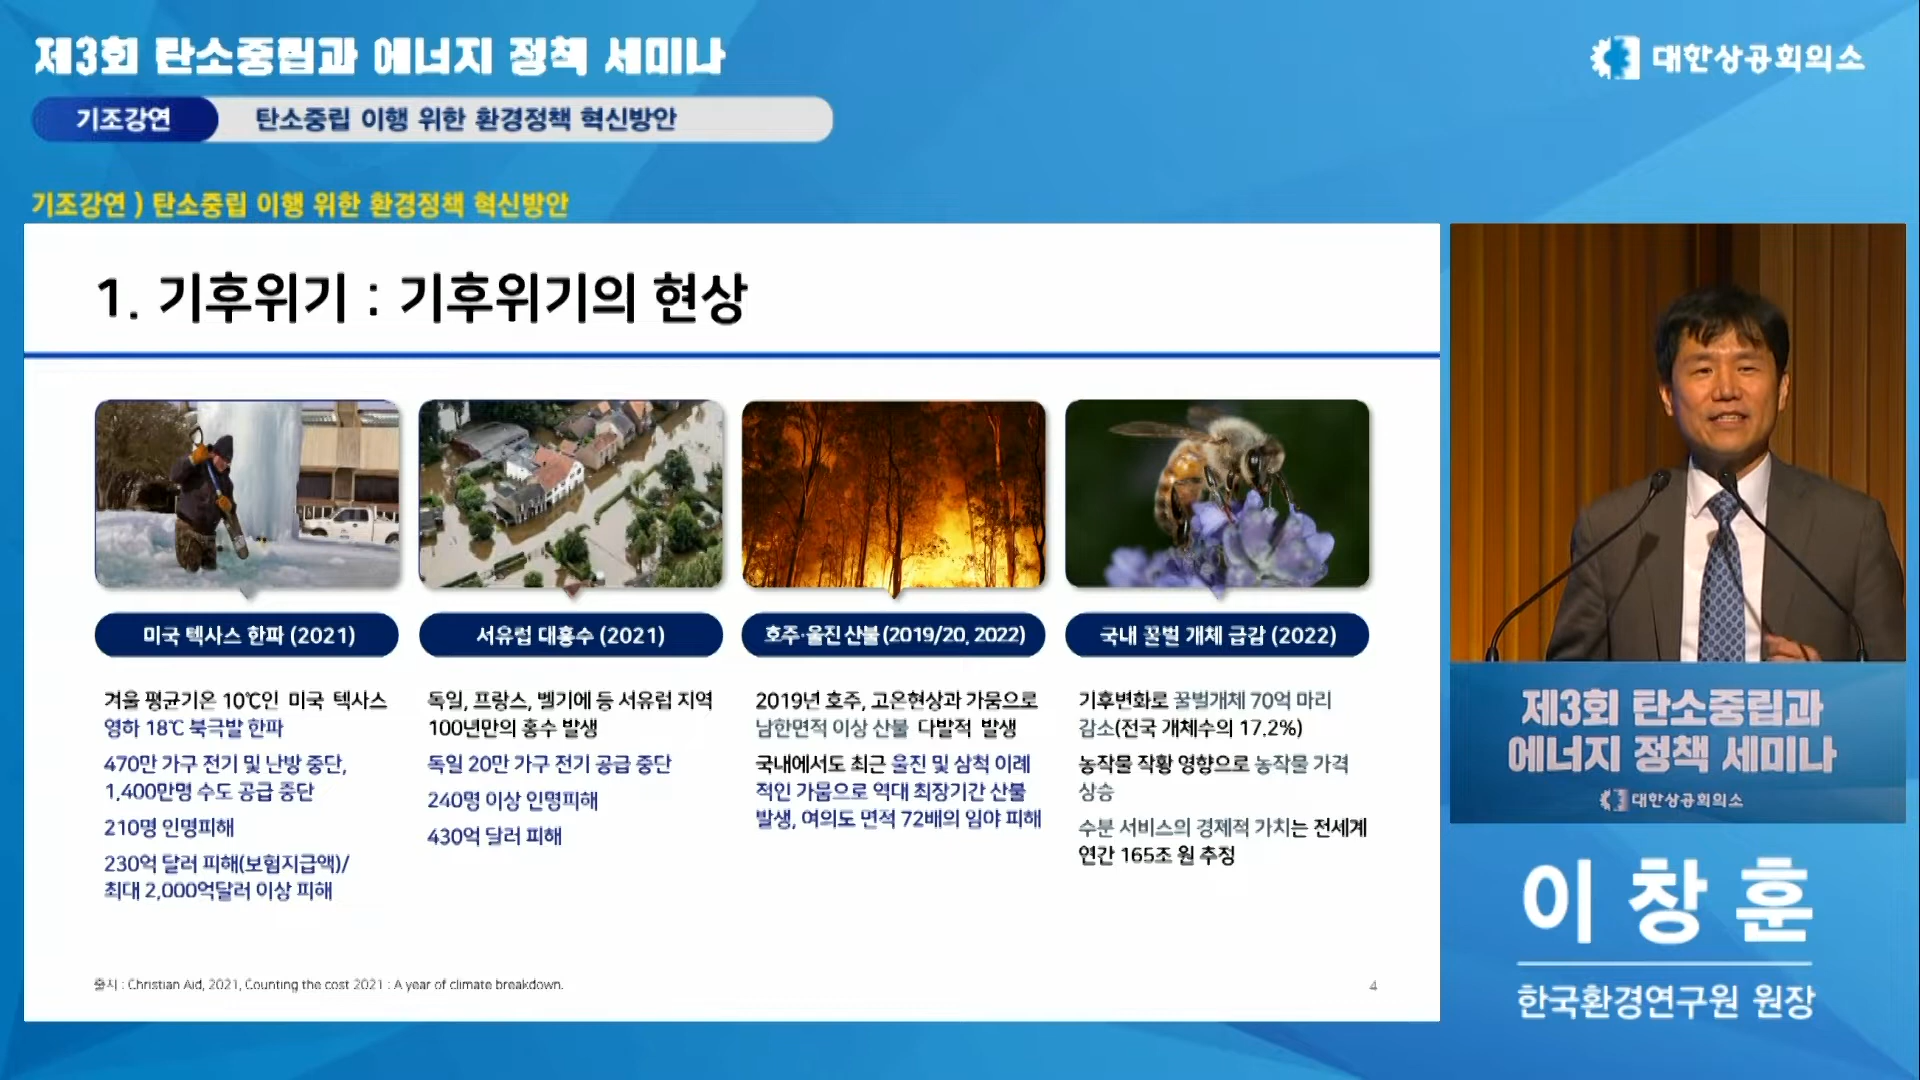 제3회 탄소중립과 에너지 정책 세미나
대한상공회의소
기조강연
탄소중립 이행 위한 환경정책 혁신방안
기조강연 ) 탄소중립 이행 위한 환경정책 혁신방안
1. 기후위기 : 기후위기의 현상
미국 텍사스 한파 (2021)
겨울 평균기온 10℃인 미국 텍사스
영하 18℃ 북극발 한파
470만 가구 전기 및 난방 중단,
1,400만명 수도 공급 중단
210명 인명피해
230억 달러 피해(보험지급액)/
최대 2,000억달러 이상 피해
서유럽 대홍수 (2021)
독일, 프랑스, 벨기에 등 서유럽 지역
100년만의 홍수 발생
독일 20만 가구 전기 공급 중단
240명 이상 인명피해
430억 달러 피해
호주·울진 산불 (2019/20, 2022)
2019년 호주, 고온현상과 가뭄으로
남한면적 이상 산불 다발적 발생
국내에서도 최근 울진 및 삼척 이례
적인 가뭄으로 역대 최장기간 산불
발생, 여의도 면적 72배의 임야 피해
국내 꿀벌 개체 급감 (2022)
기후변화로 꿀벌개체 70억 마리
감소(전국 개체수의 17.2%)
농작물 작황 영향으로 농작물 가격
상승
수분 서비스의 경제적 가치는 전세계
연간 165조 원 추정
출처 : Christian Aid, 2021, Counting the cost 2021 : A year of climate breakdown.
4
제3회 탄소중립과
에너지 정책 세미나
대한상공회의소
이창훈
한국환경연구원 원장